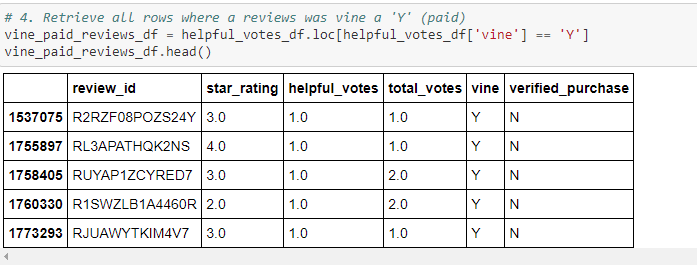 # 4. Retrieve all rows where a reviews was vine a 'Y' (paid)
vine_paid_reviews_df = helpful_votes_df.loc[helpful_votes_df['vine'] == 'Y']
vine_paid_reviews_df.head()
review_id star_rating helpful_votes total_votes vine verified_purchase
1537075 R2RZF08POZS24Y 3.0 1.0 1.0 Y N
1755897 RL3APATHQK2NS 4.0 1.0 1.0 Y N
1758405 RUYAP1ZCYRED7 3.0 1.0 2.0 Y N
1760330 R1SWZLB1A4460R 2.0 1.0 2.0 Y N
1773293 RJUAWYTKIM4V7 3.0 1.0 1.0 Y N